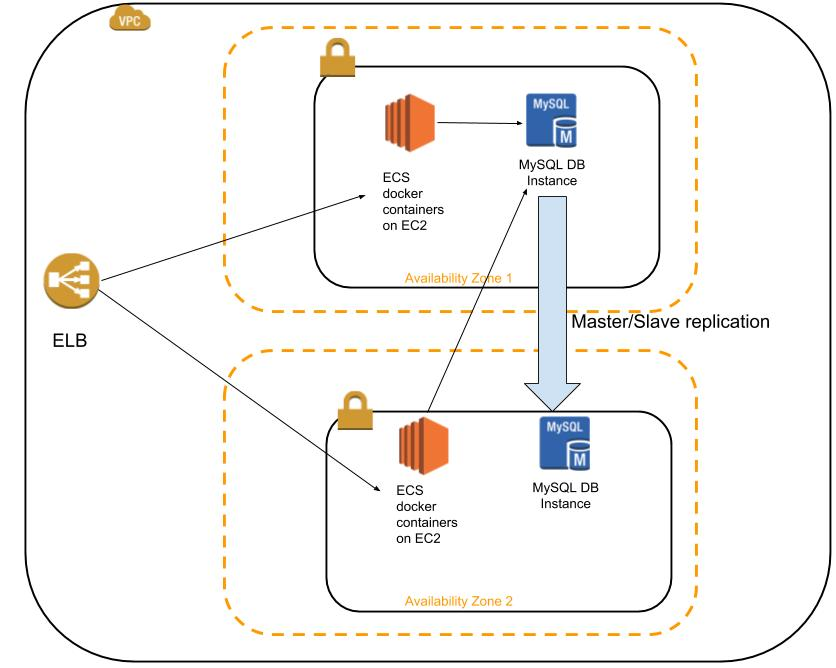 VPC
MySQL
M
MySQL DB
Instance
ECS
docker
containers
on EC2
Availability Zone 1
ELB
Master/Slave replication
MySQL
M
MySQL DB
Instance
ECS
docker
containers
on EC2
Availability Zone 2